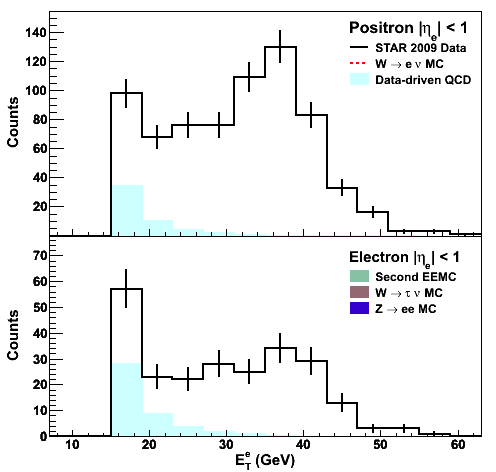 Positron |ηe| < 1
STAR 2009 Data
W → e ν MC
Data-driven QCD
Counts
140
120
100
80
60
40
20
Electron |ηe| < 1
Second EEMC
W → τ ν MC
Z → ee MC
Counts
70
60
50
40
30
20
10
0
10 20 30 40 50 60
E_T^e (GeV)